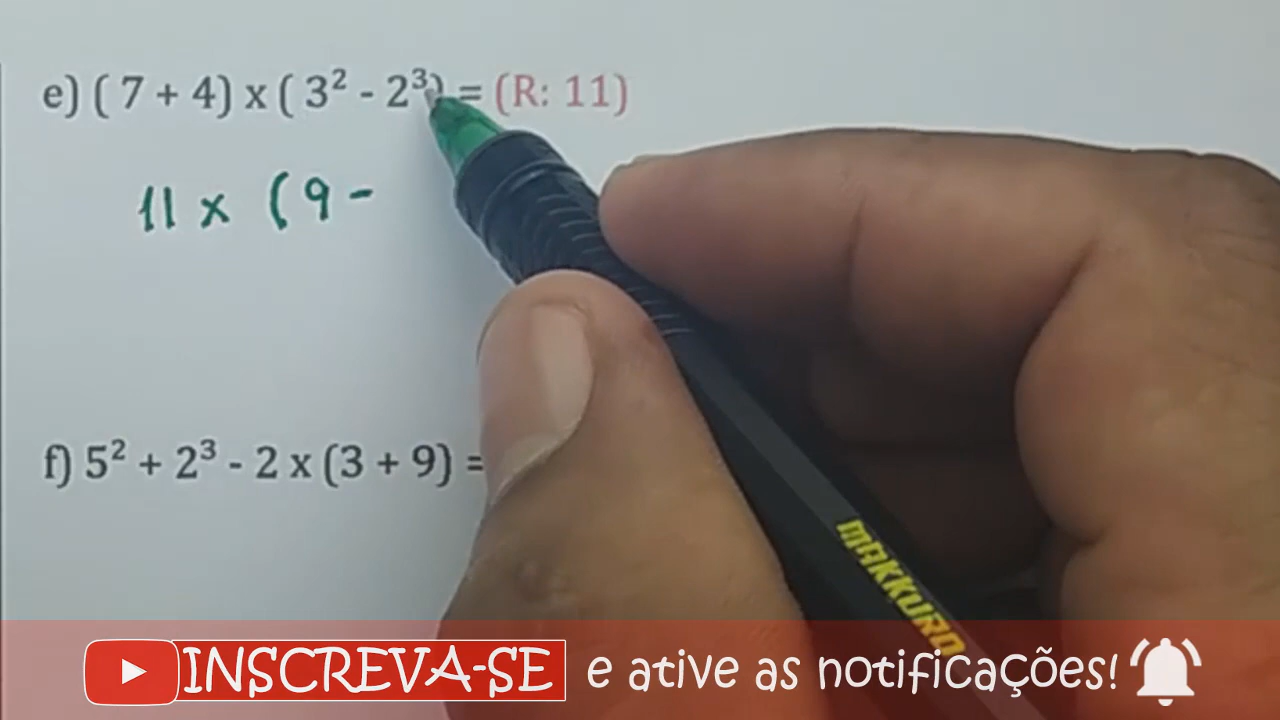 e) ( 7 + 4) x ( 3² - 2³) = (R: 11)
11 x ( 9 -
f) 5² + 2³ - 2 x (3 + 9) =
MAKKURO
INSCREVA-SE e ative as notificações!